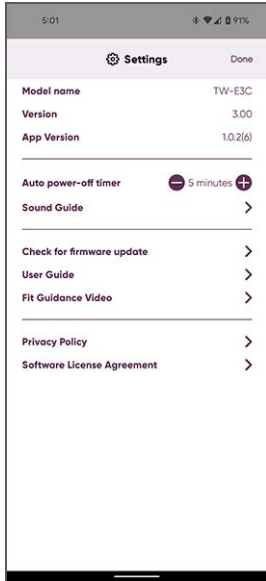 5:01 91%
Settings Done
Model name TW-E3C
Version 3.00
App Version 1.0.2(6)
Auto power-off timer 5 minutes
Sound Guide
Check for firmware update
User Guide
Fit Guidance Video
Privacy Policy
Software License Agreement